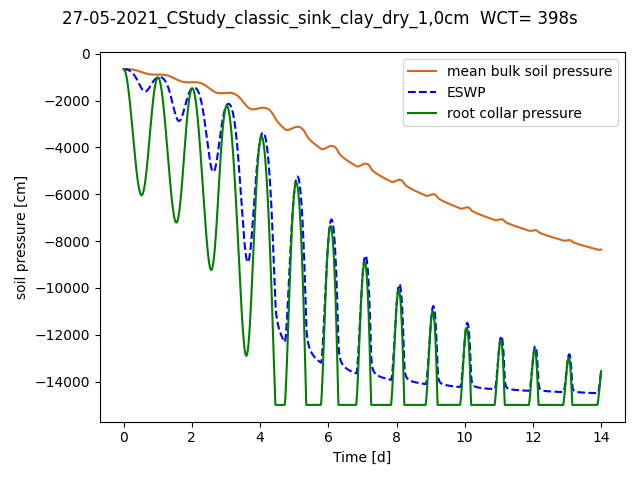 27-05-2021_CStudy_classic_sink_clay_dry_1,0cm  WCT= 398s
mean bulk soil pressure
ESWP
root collar pressure
soil pressure [cm]
0
−2000
−4000
−6000
−8000
−10000
−12000
−14000
0 2 4 6 8 10 12 14
Time [d]